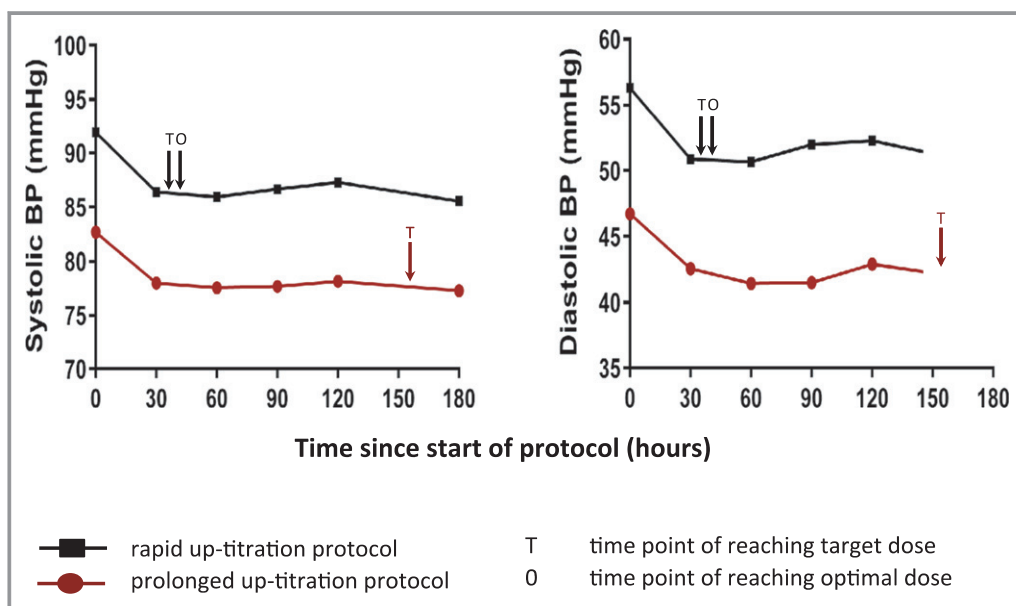 Systolic BP (mmHg)
100
95
90
85
80
75
70
TO
T
0 30 60 90 120 150 180
Diastolic BP (mmHg)
60
55
50
45
40
35
TO
T
0 30 60 90 120 150 180
Time since start of protocol (hours)
rapid up-titration protocol
prolonged up-titration protocol
T time point of reaching target dose
0 time point of reaching optimal dose